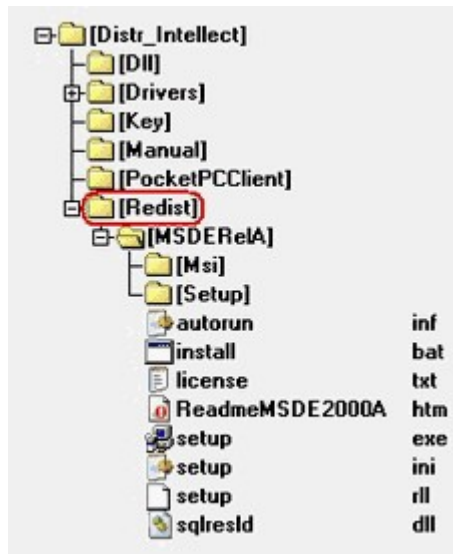 [Distr_Intellect]
[Dll]
[Drivers]
[Key]
[Manual]
[PocketPCClient]
[Redist]
[MSDERelA]
[Msi]
[Setup]
autorun inf
install bat
license txt
ReadmeMSDE2000A htm
setup exe
setup ini
setup rll
sqlresld dll